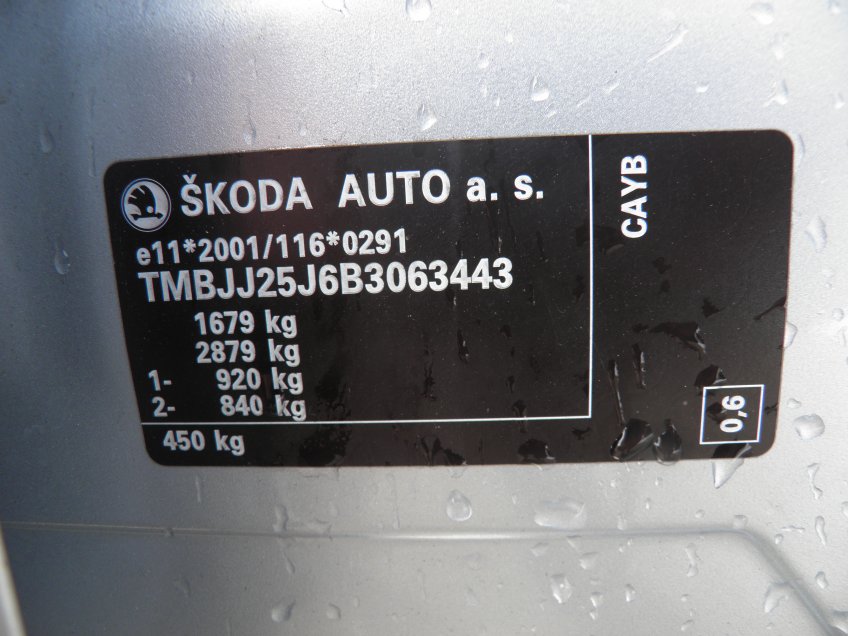 ŠKODA AUTO a. s.
e11*2001/116*0291
TMBJJ25J6B3063443
1679 kg
2879 kg
1- 920 kg
2- 840 kg
450 kg
CAYB
0,6